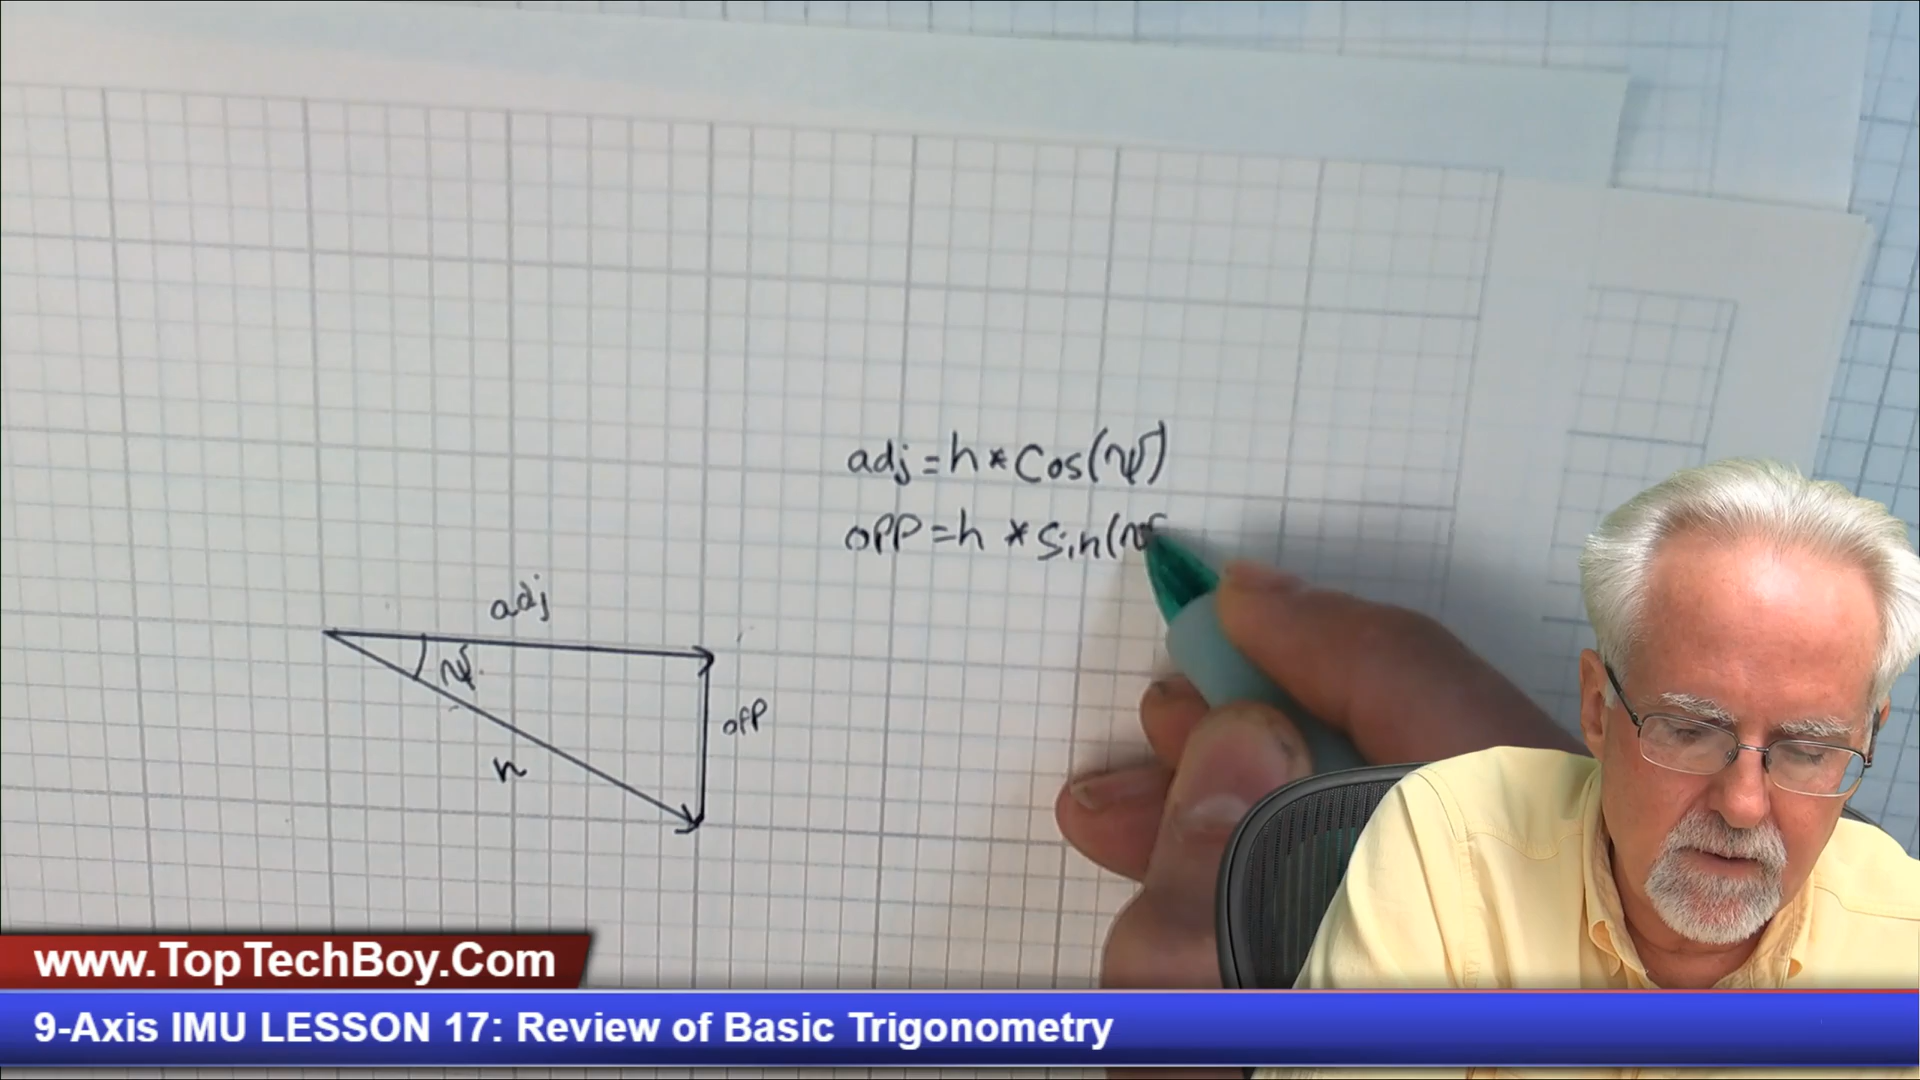 adj = h * Cos(ψ)
opp = h * Sin(ψ
adj
ψ
opp
h
www.TopTechBoy.Com
9-Axis IMU LESSON 17: Review of Basic Trigonometry